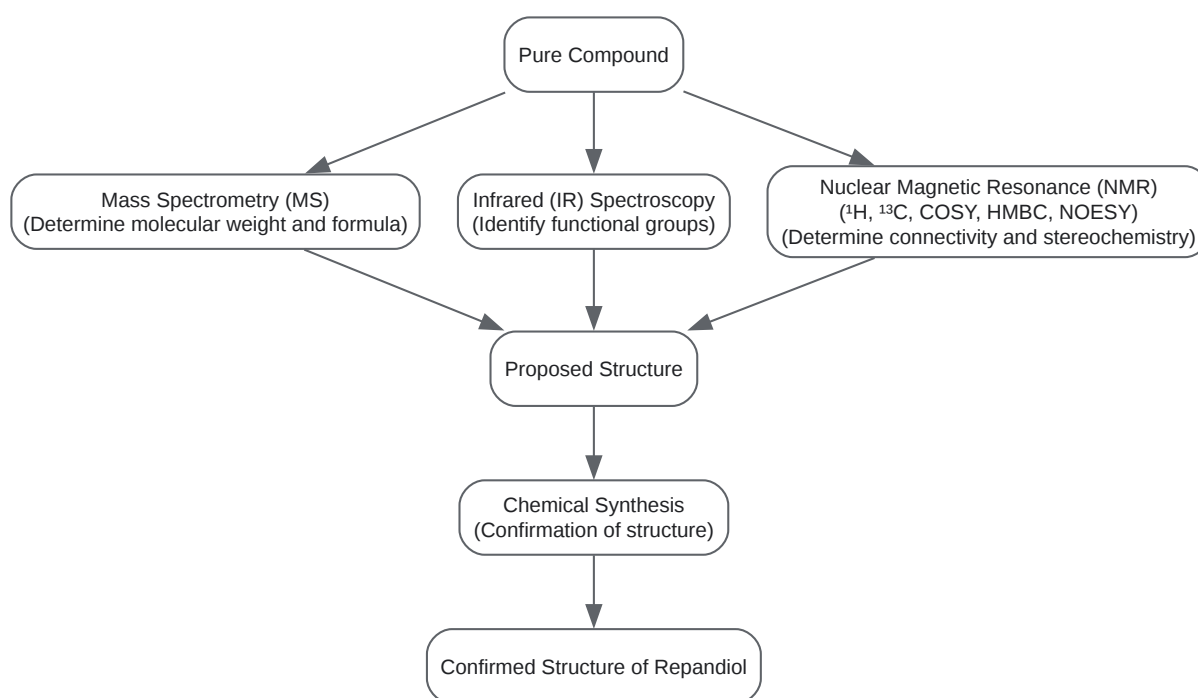 Pure Compound
Mass Spectrometry (MS)
(Determine molecular weight and formula)
Infrared (IR) Spectroscopy
(Identify functional groups)
Nuclear Magnetic Resonance (NMR)
(¹H, ¹³C, COSY, HMBC, NOESY)
(Determine connectivity and stereochemistry)
Proposed Structure
Chemical Synthesis
(Confirmation of structure)
Confirmed Structure of Repandiol